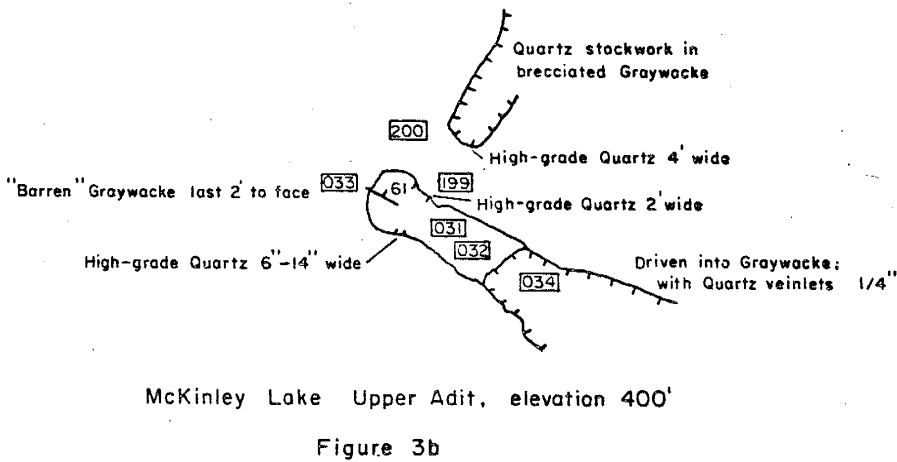 Quartz stockwork in
brecciated Graywacke
200
High-grade Quartz 4' wide
"Barren" Graywacke last 2' to face
033
61
199
High-grade Quartz 2' wide
031
032
High-grade Quartz 6"-14" wide
034
Driven into Graywacke;
with Quartz veinlets 1/4"
McKinley Lake Upper Adit, elevation 400'
Figure 3b